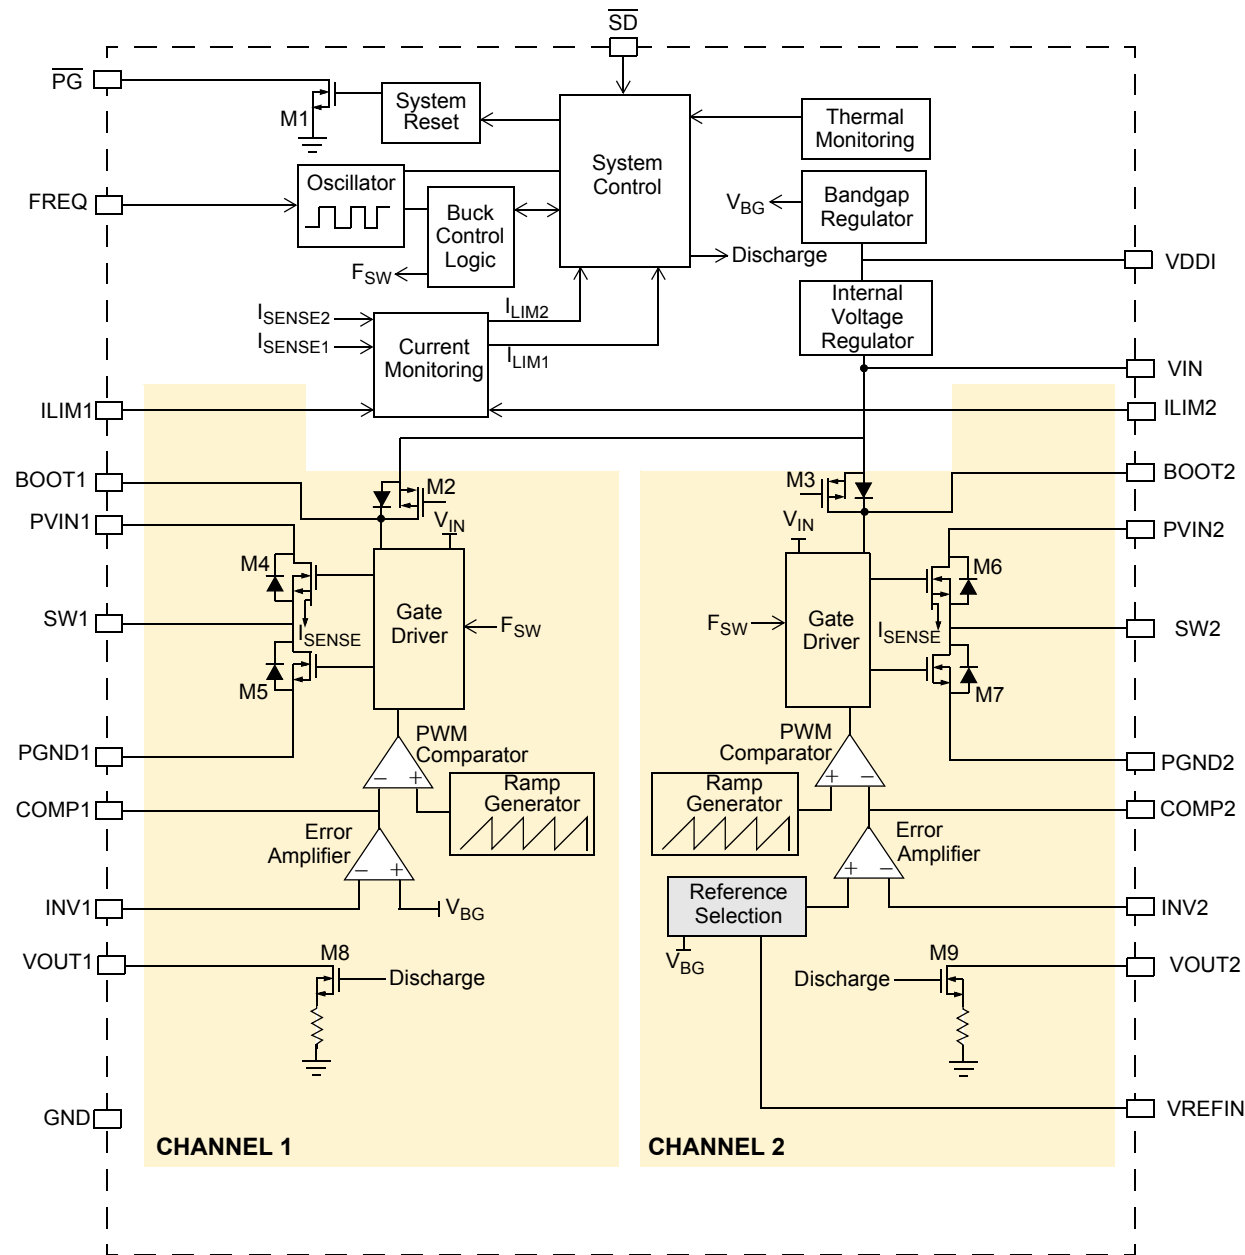 SD
PG
M1
System
Reset
System
Control
Thermal
Monitoring
FREQ
Oscillator
Buck
Control
Logic
VBG
Bandgap
Regulator
FSW
Discharge
VDDI
Internal
Voltage
Regulator
ISENSE2
ISENSE1
Current
Monitoring
ILIM2
ILIM1
VIN
ILIM1
ILIM2
BOOT1
M2
M3
BOOT2
PVIN1
VIN
VIN
PVIN2
M4
M6
SW1
ISENSE
Gate
Driver
FSW
FSW
Gate
Driver
ISENSE
SW2
M5
M7
PGND1
PWM
Comparator
PWM
Comparator
PGND2
− +
+ −
COMP1
Ramp
Generator
Ramp
Generator
COMP2
Error
Amplifier
Error
Amplifier
− +
+ −
INV1
VBG
Reference
Selection
INV2
VBG
VOUT1
M8
Discharge
Discharge
M9
VOUT2
GND
VREFIN
CHANNEL 1
CHANNEL 2